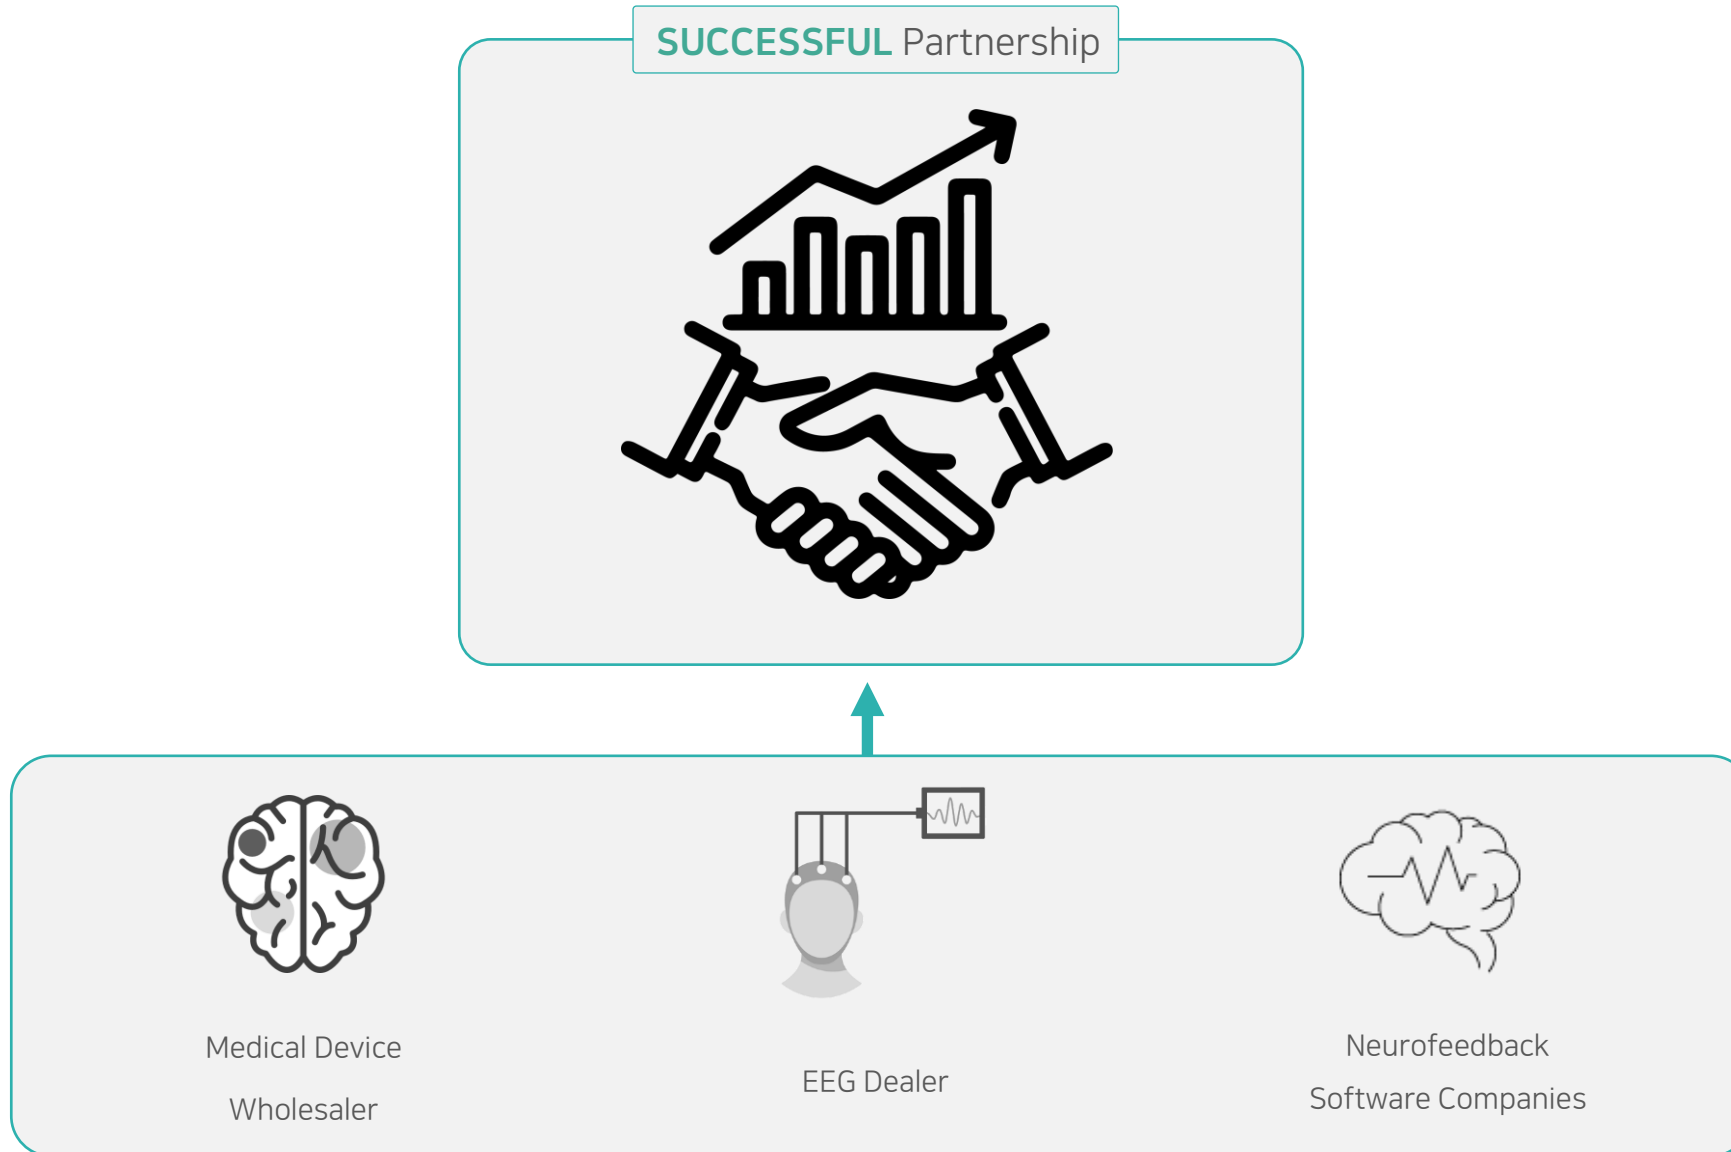 SUCCESSFUL Partnership
Medical Device
Wholesaler
EEG Dealer
Neurofeedback
Software Companies